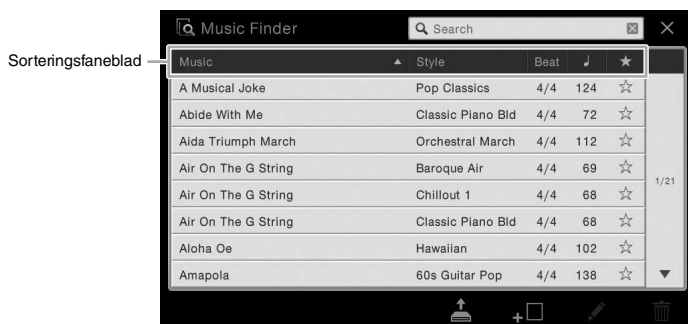 Music Finder
Search
Sorteringsfaneblad
Music Style Beat
A Musical Joke Pop Classics 4/4 124
Abide With Me Classic Piano Bld 4/4 72
Aida Triumph March Orchestral March 4/4 112
Air On The G String Baroque Air 4/4 69
Air On The G String Chillout 1 4/4 68
Air On The G String Classic Piano Bld 4/4 68
Aloha Oe Hawaiian 4/4 102
Amapola 60s Guitar Pop 4/4 138
1/21